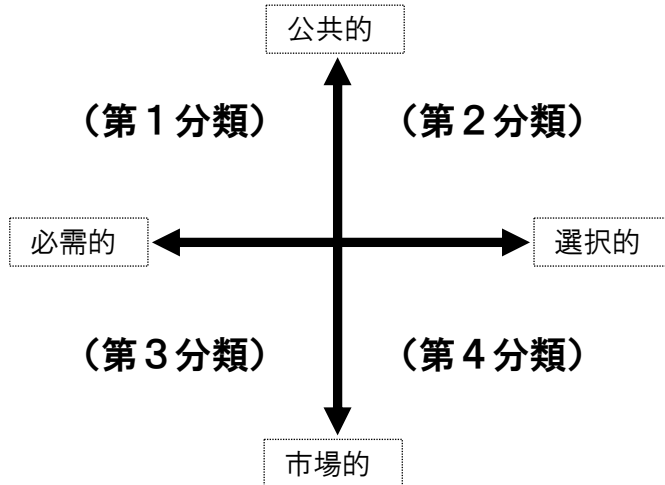 公共的
（第１分類）
（第２分類）
必需的
選択的
（第３分類）
（第４分類）
市場的